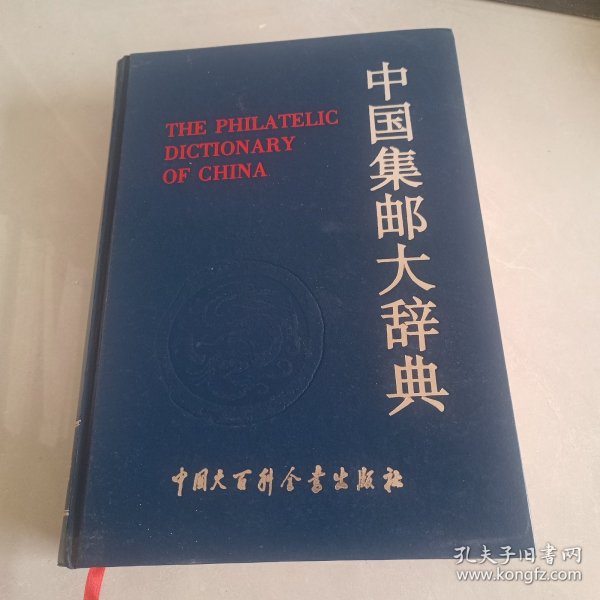 中国集邮大辞典
THE PHILATELIC
DICTIONARY
OF CHINA
中国大百科全书出版社
孔夫子旧书网
www.kongfz.com